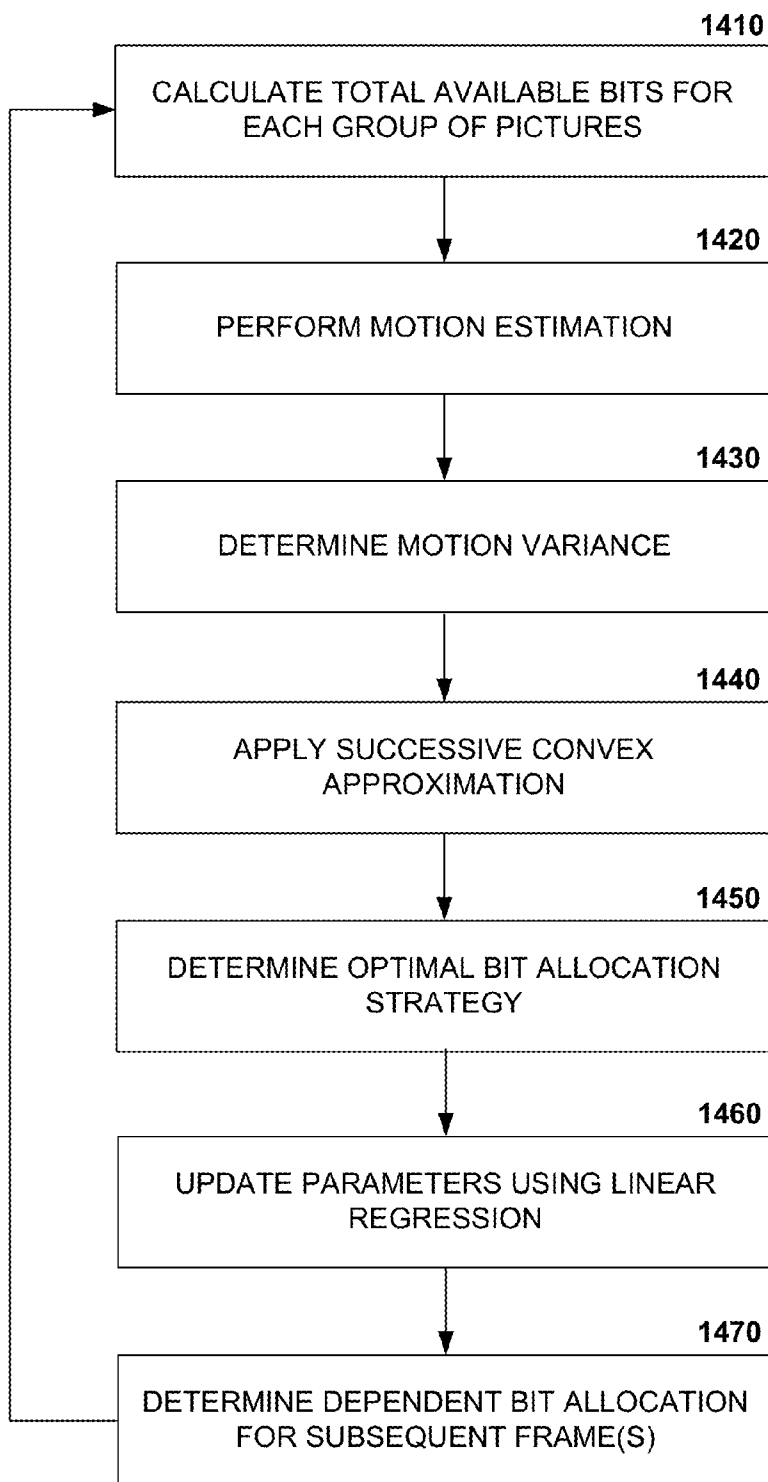 1410
CALCULATE TOTAL AVAILABLE BITS FOR
EACH GROUP OF PICTURES
1420
PERFORM MOTION ESTIMATION
1430
DETERMINE MOTION VARIANCE
1440
APPLY SUCCESSIVE CONVEX
APPROXIMATION
1450
DETERMINE OPTIMAL BIT ALLOCATION
STRATEGY
1460
UPDATE PARAMETERS USING LINEAR
REGRESSION
1470
DETERMINE DEPENDENT BIT ALLOCATION
FOR SUBSEQUENT FRAME(S)